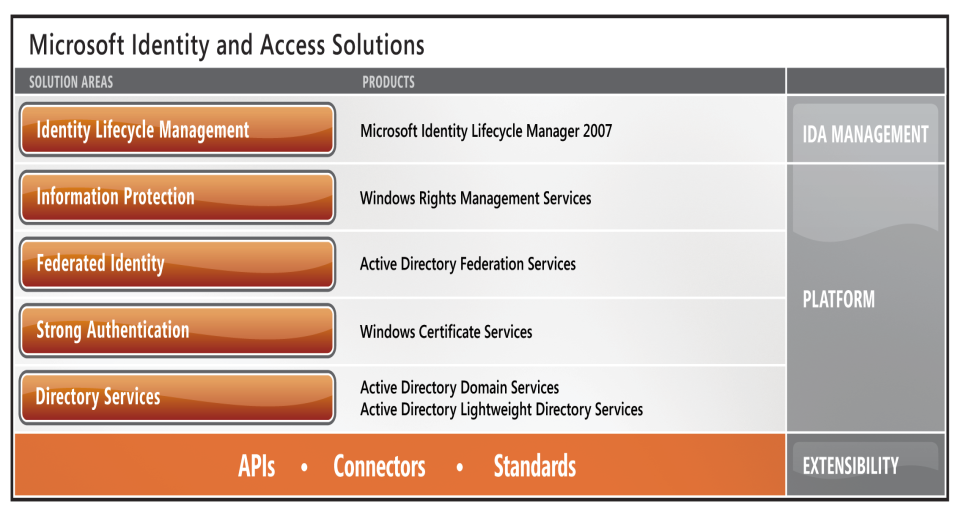 Microsoft Identity and Access Solutions
SOLUTION AREAS PRODUCTS
Identity Lifecycle Management Microsoft Identity Lifecycle Manager 2007 IDA MANAGEMENT
Information Protection Windows Rights Management Services
Federated Identity Active Directory Federation Services
PLATFORM
Strong Authentication Windows Certificate Services
Directory Services Active Directory Domain Services
Active Directory Lightweight Directory Services
APIs • Connectors • Standards EXTENSIBILITY